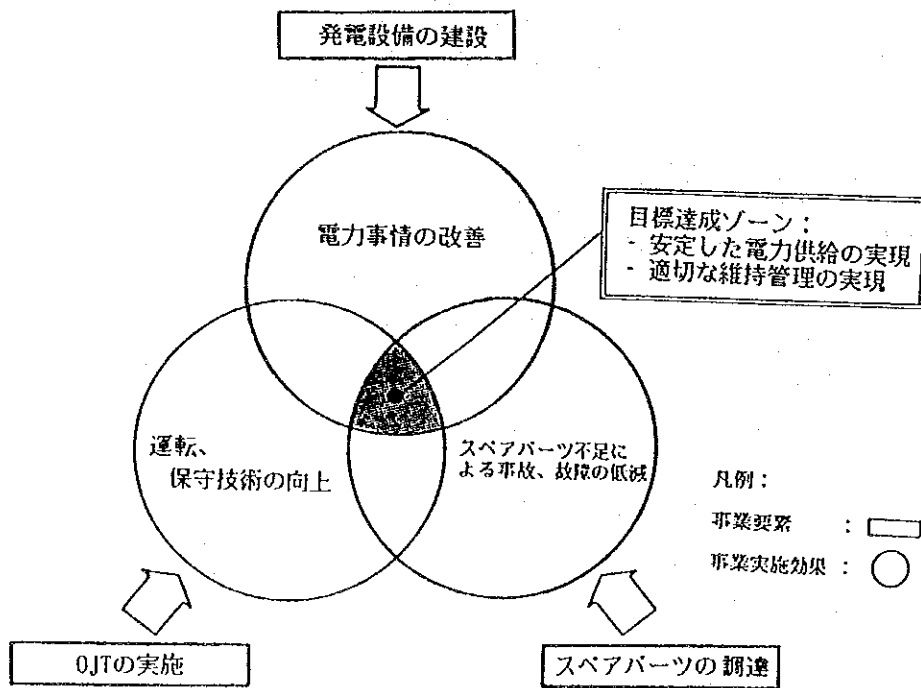 発電設備の建設
電力事情の改善
目標達成ゾーン：
- 安定した電力供給の実現
- 適切な維持管理の実現
運転、
保守技術の向上
スペアパーツ不足に
よる事故、故障の低減
凡例：
事業要素 ：
事業実施効果 ：
OJTの実施
スペアパーツの調達